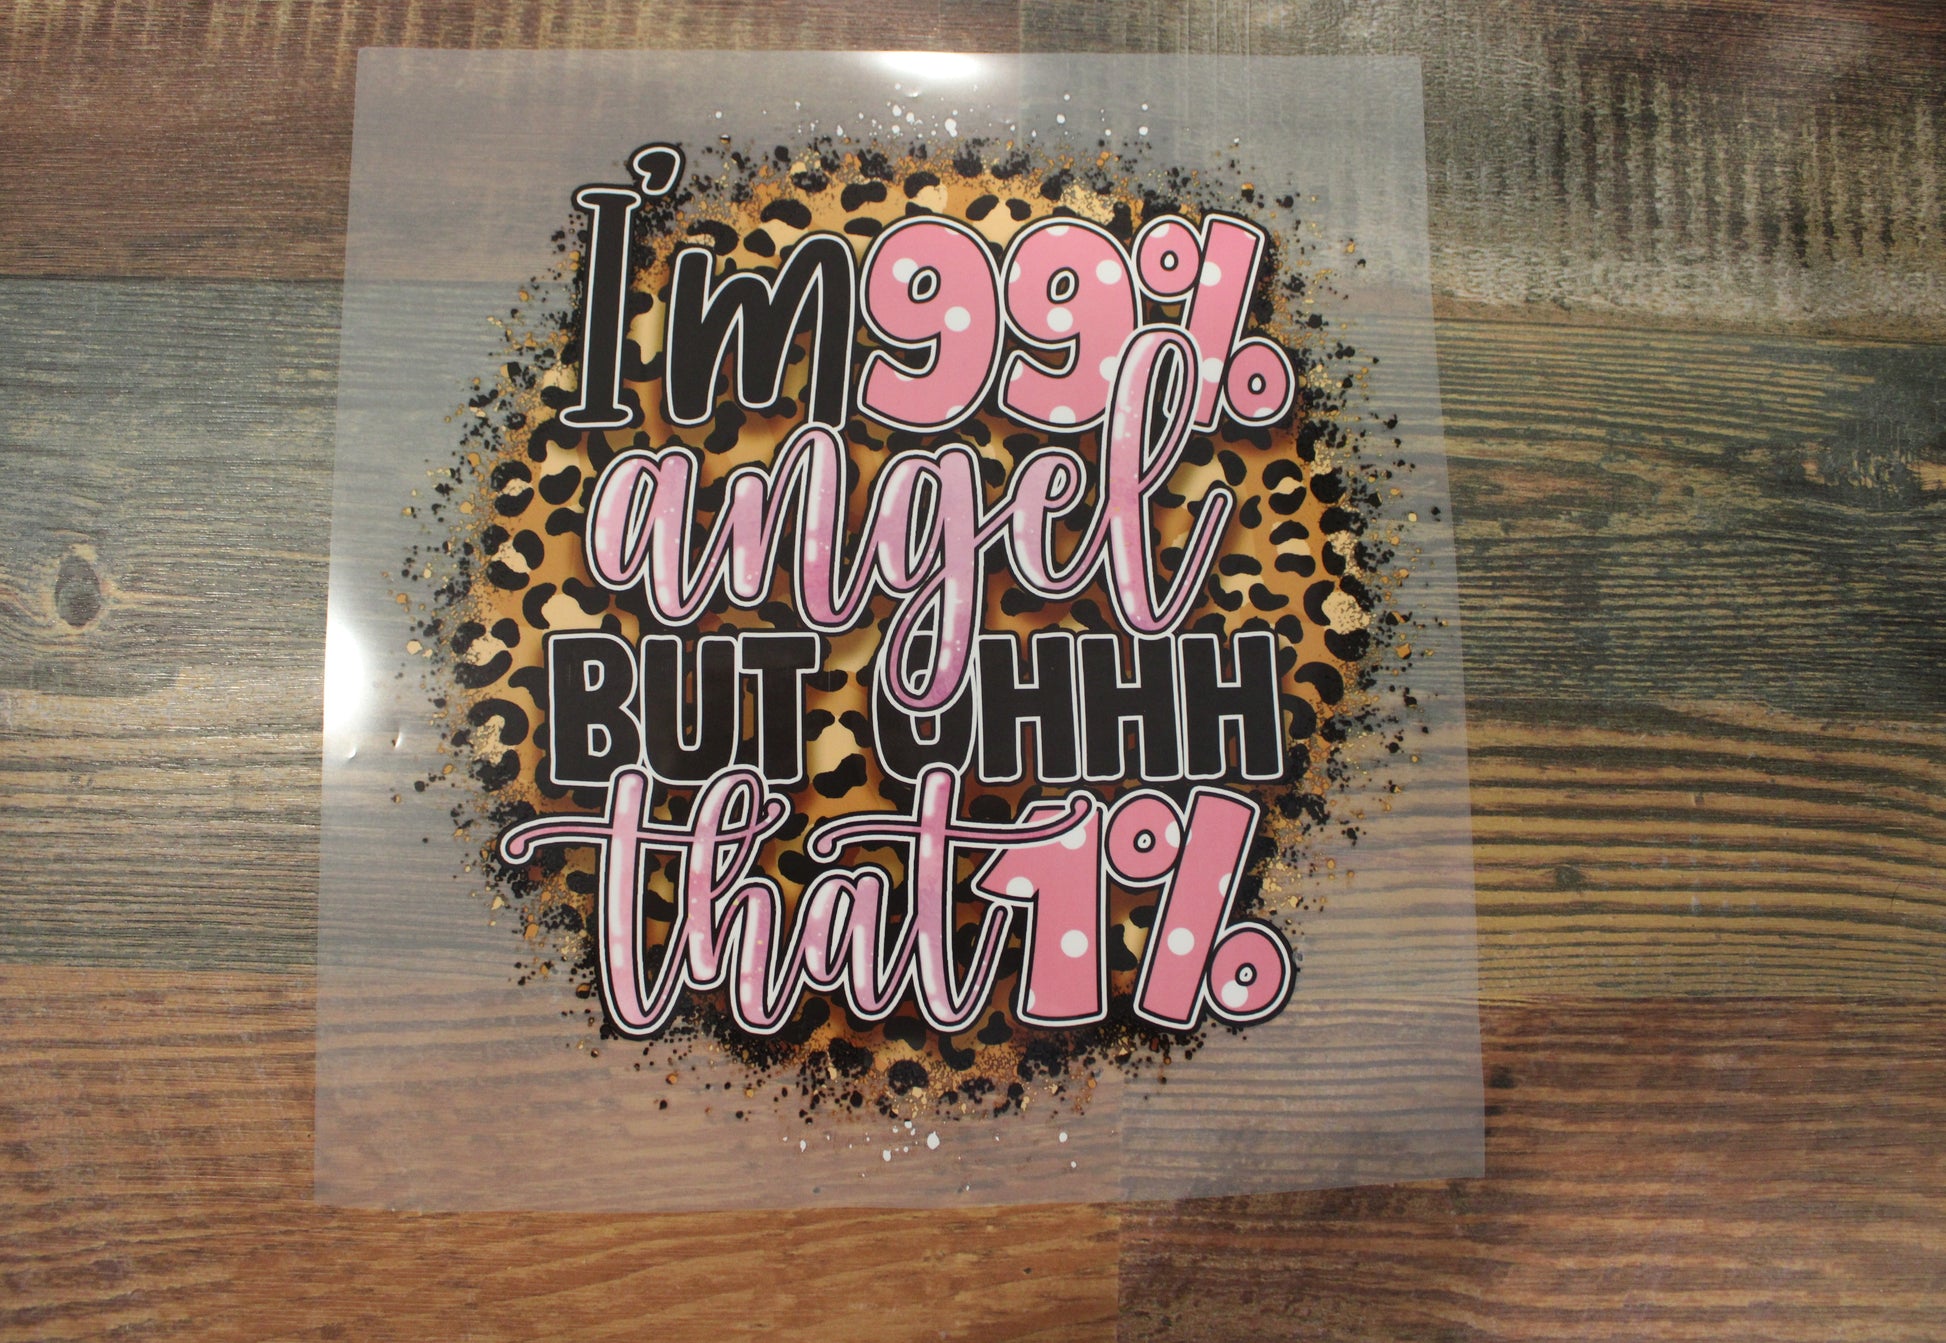 I'm 99%
angel
BUT OHHH
that 1%